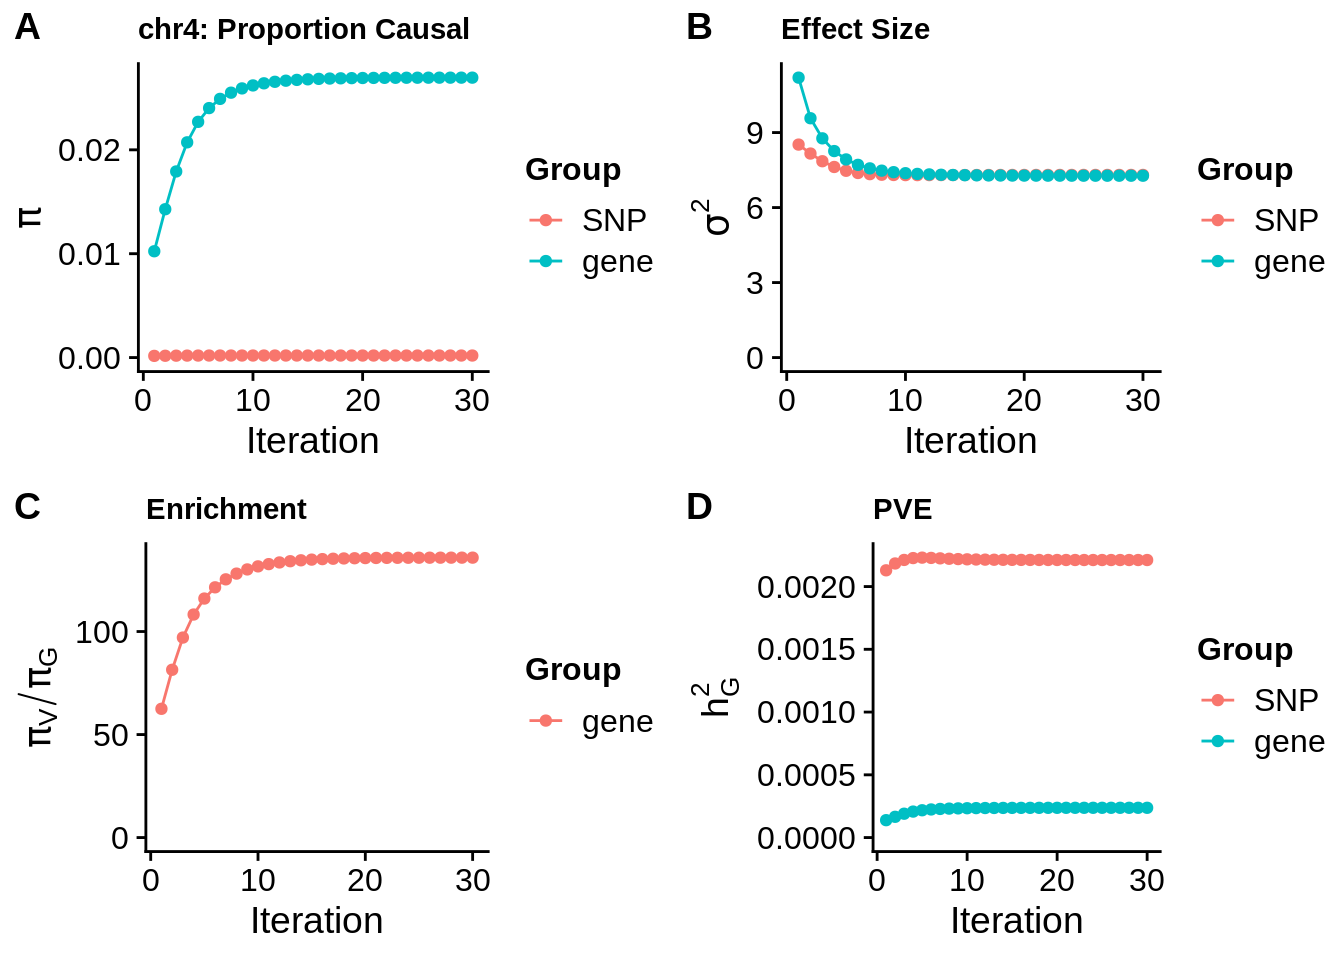 A
chr4: Proportion Causal
0.02
0.01
0.00
π
0 10 20 30
Iteration
Group
SNP
gene
B
Effect Size
9
6
3
0
σ²
0 10 20 30
Iteration
Group
SNP
gene
C
Enrichment
100
50
0
π_V/π_G
0 10 20 30
Iteration
Group
gene
D
PVE
0.0020
0.0015
0.0010
0.0005
0.0000
h²_G
0 10 20 30
Iteration
Group
SNP
gene